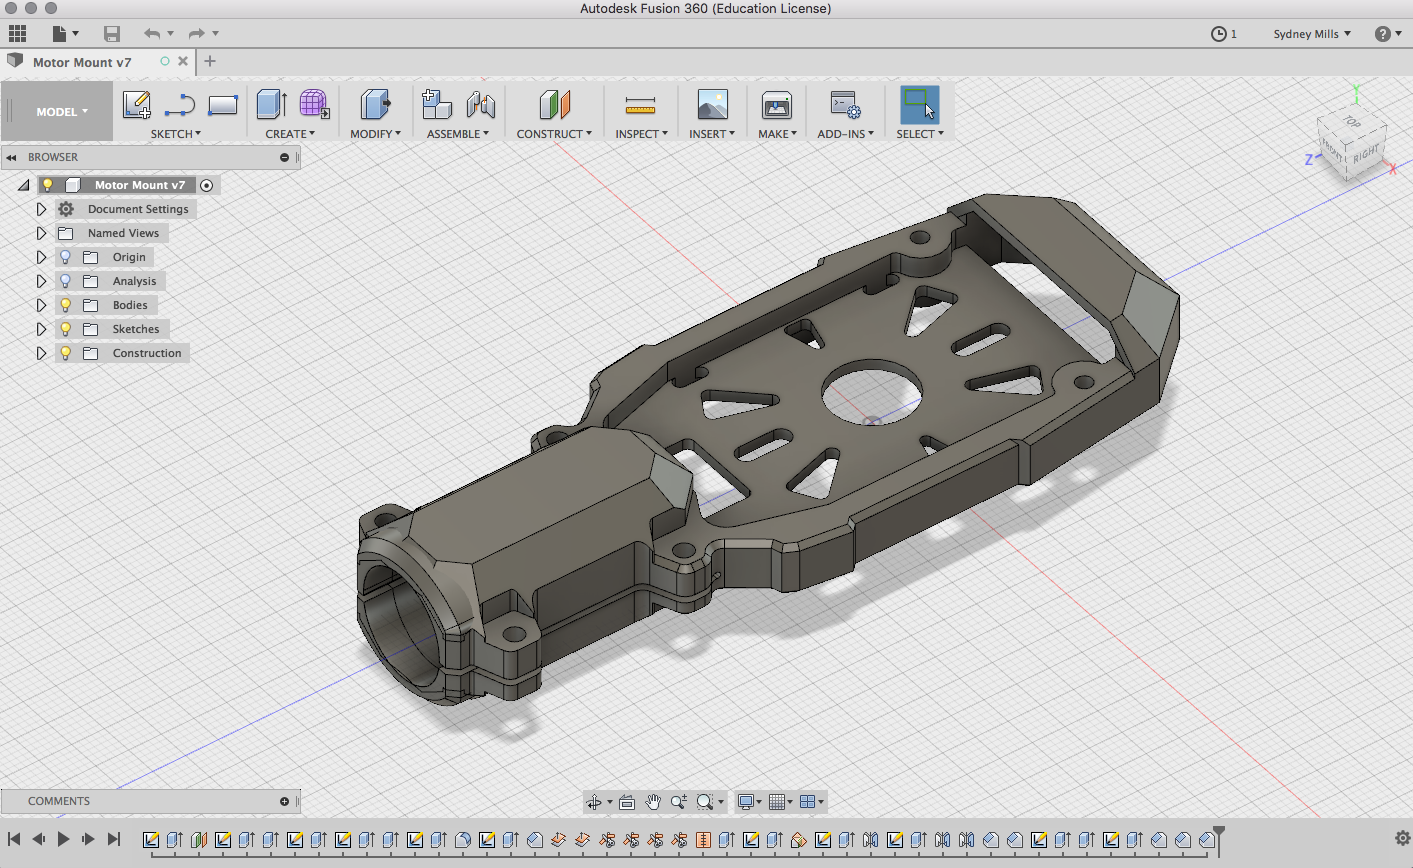 Autodesk Fusion 360 (Education License)
1 Sydney Mills ?
Motor Mount v7
MODEL
SKETCH CREATE MODIFY ASSEMBLE CONSTRUCT INSPECT INSERT MAKE ADD-INS SELECT
BROWSER
Motor Mount v7
Document Settings
Named Views
Origin
Analysis
Bodies
Sketches
Construction
Y
TOP
FRONT RIGHT
Z
X
COMMENTS